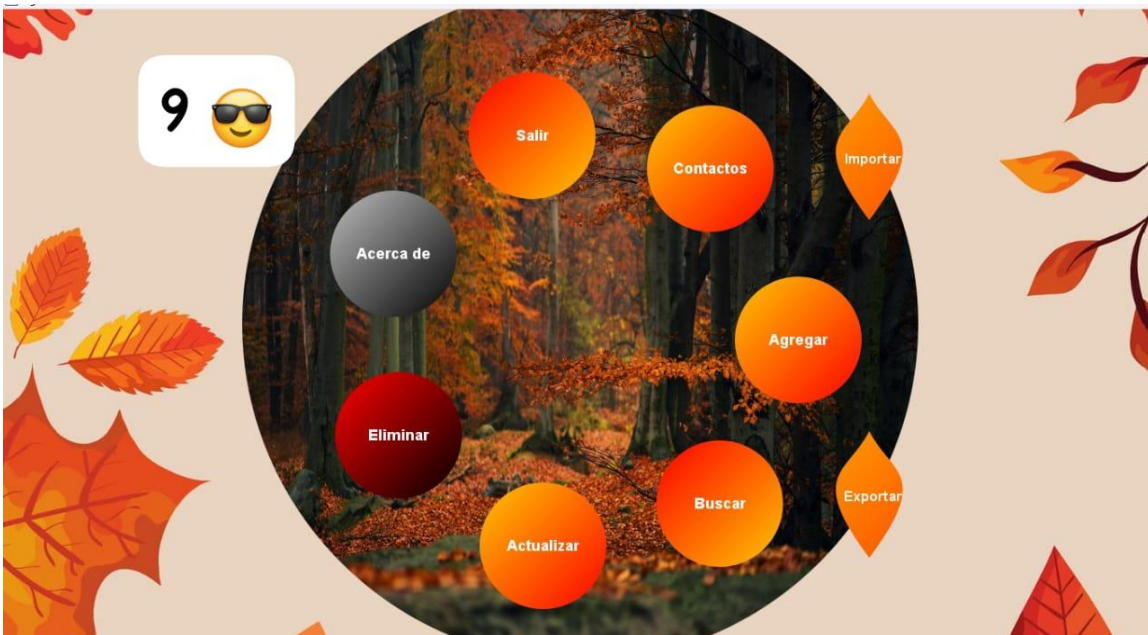 9 😎
Salir
Contactos
Importar
Acerca de
Agregar
Eliminar
Buscar
Exportar
Actualizar